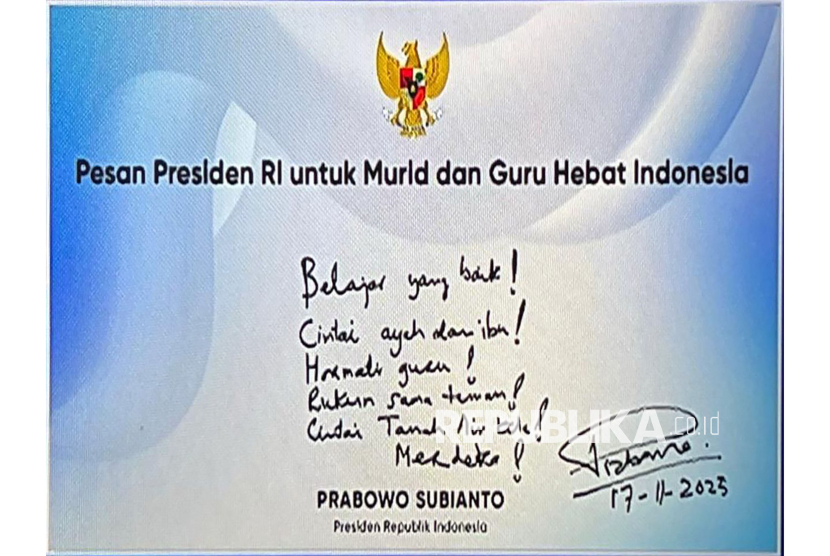 Pesan Presiden RI untuk Murid dan Guru Hebat Indonesia
Belajar yang baik!
Cintai ayah dan ibu!
Hormati guru!
Rukun sama teman!
Cintai Tanah Air
Merdeka!
REPUBLIKA.co.id
17-11-2025
PRABOWO SUBIANTO
Presiden Republik Indonesia